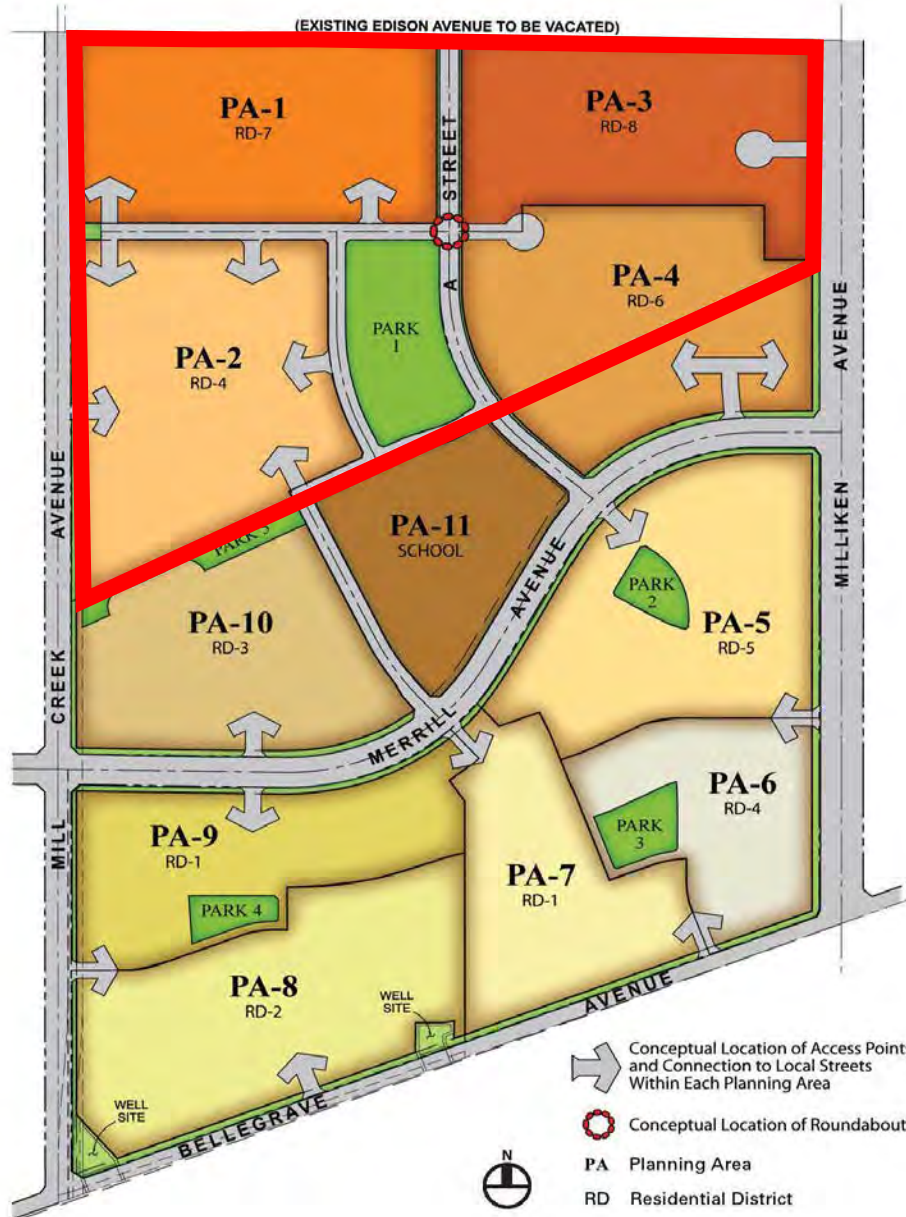 (EXISTING EDISON AVENUE TO BE VACATED)
PA-1
RD-7
PA-3
RD-8
A STREET
PA-4
RD-6
PARK
1
PA-2
RD-4
PA-11
SCHOOL
PARK
PA-10
RD-3
PARK
2
PA-5
RD-5
MILL CREEK AVENUE
MILLIKEN AVENUE
MERRILL AVENUE
PA-6
RD-4
PARK
3
PA-9
RD-1
PARK 4
PA-7
RD-1
PA-8
RD-2
WELL
SITE
WELL
SITE
BELLEGRAVE AVENUE
Conceptual Location of Access Point
and Connection to Local Streets
Within Each Planning Area
Conceptual Location of Roundabout
N
PA Planning Area
RD Residential District